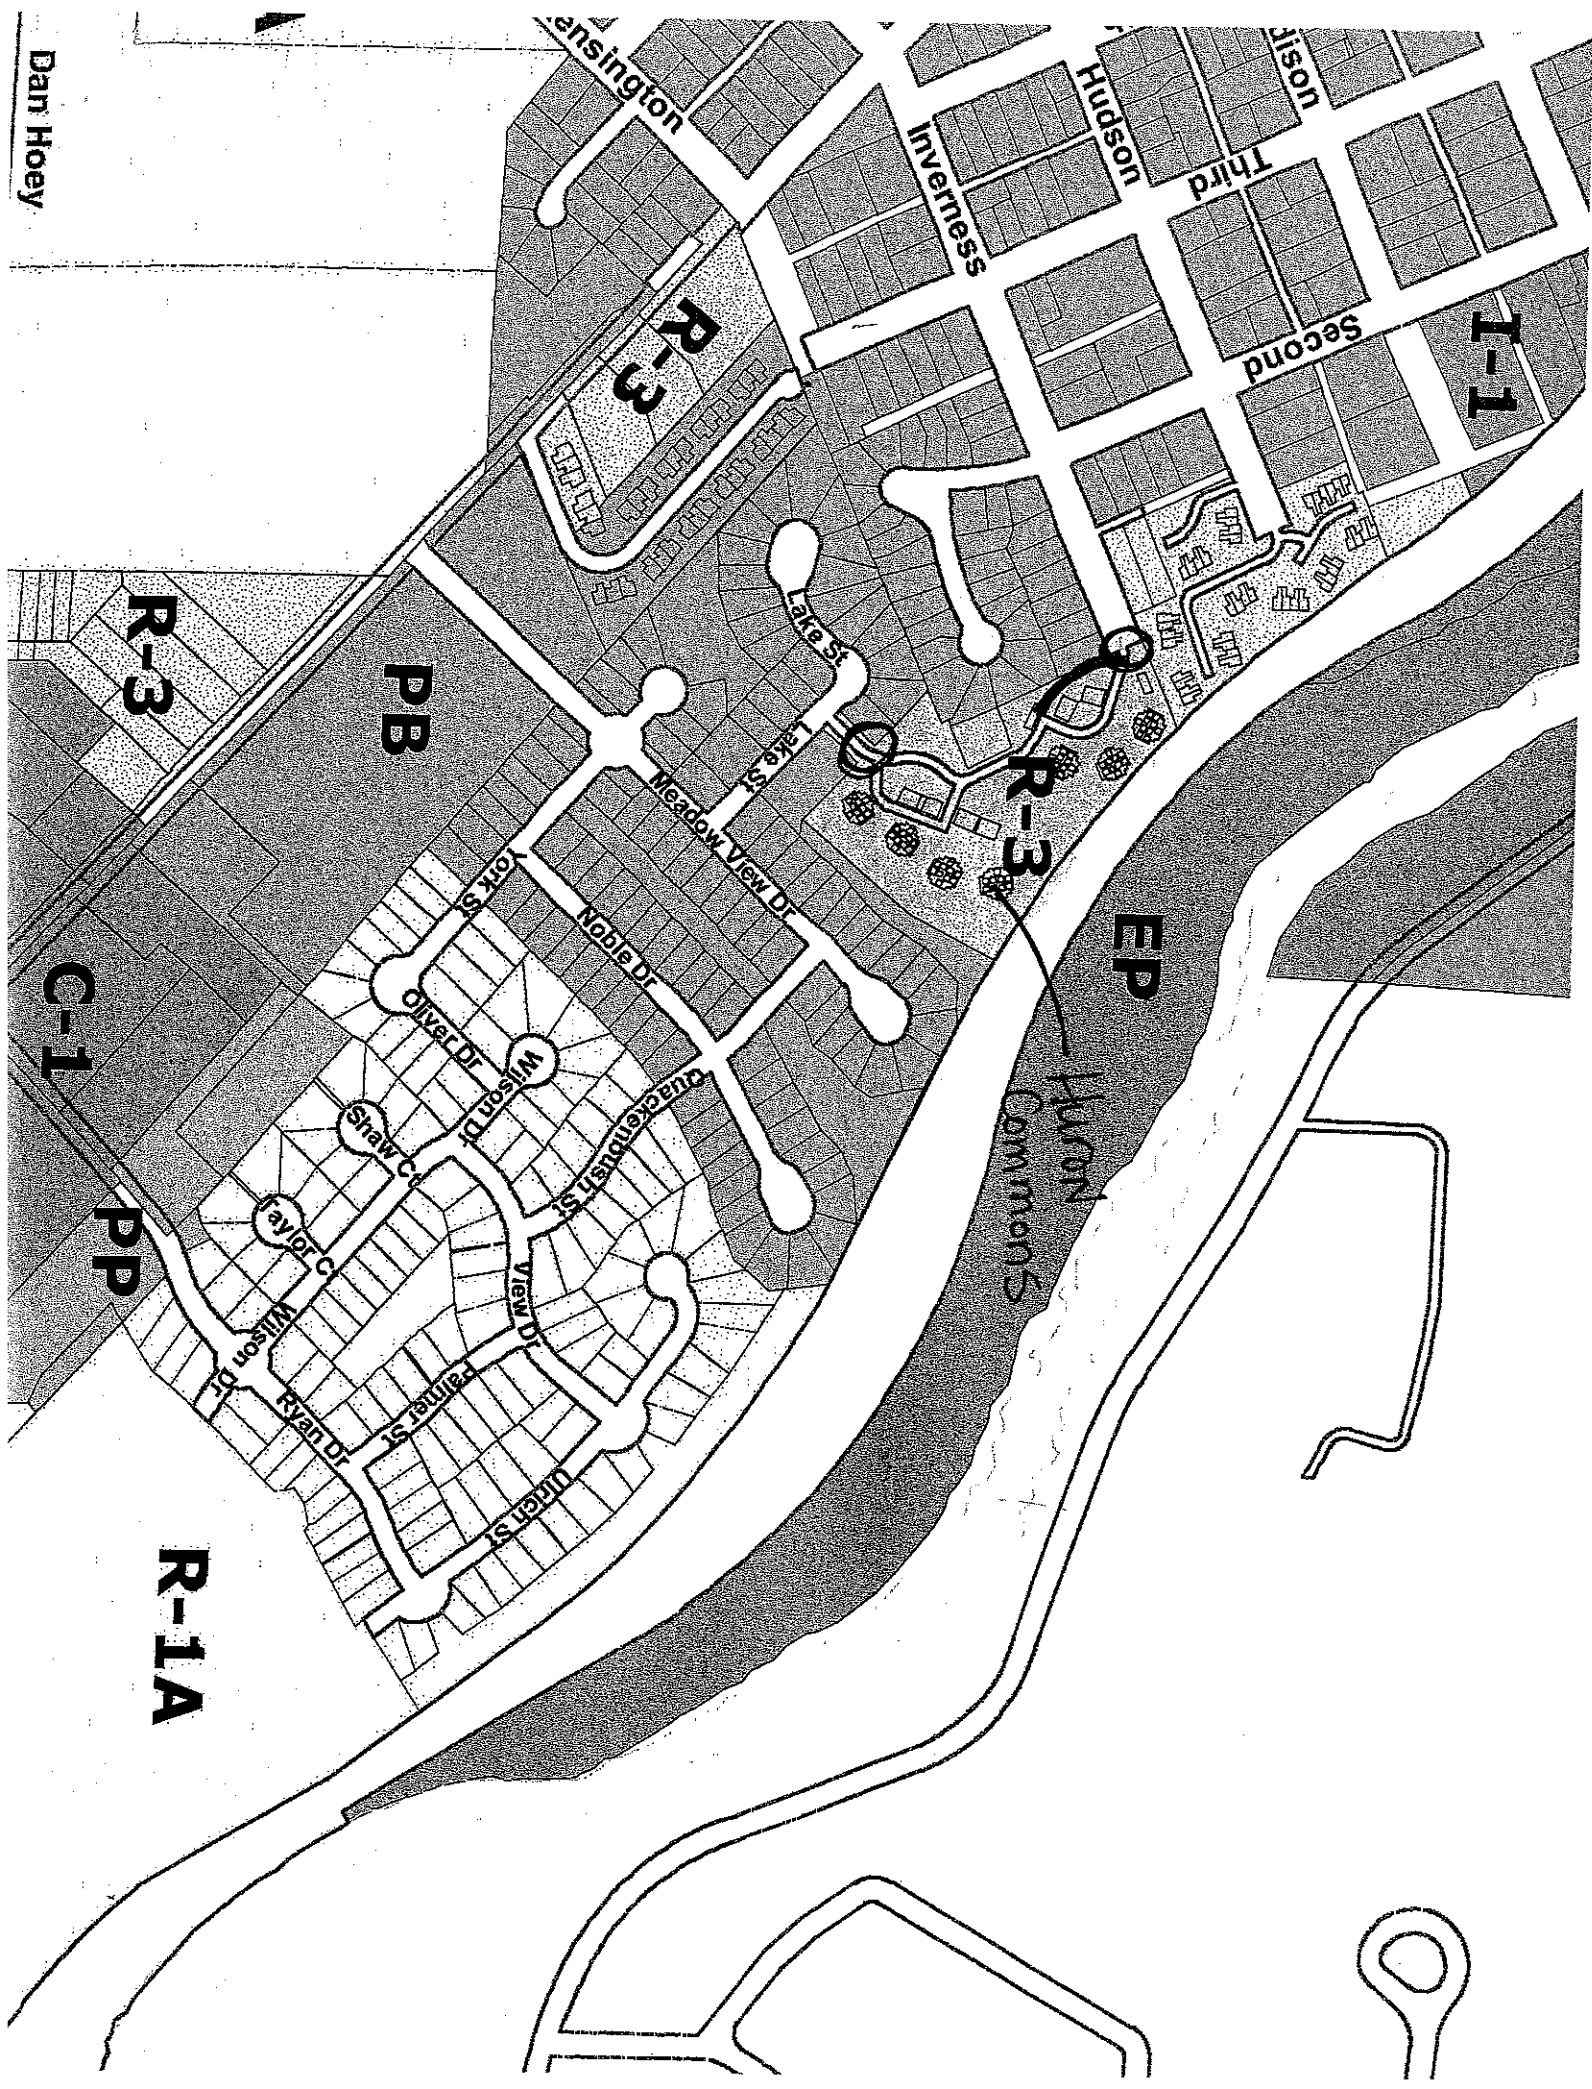 Dan Hoey
ensington
Inverness
Hudson
dison
Third
Second
I-1
R-3
Lake St
Lake St
R-3
PB
R-3
Meadow View Dr
York St
Noble Dr
EP
Huron
Commons
C-1
Oliver Dr
Wilson Dr
Shaw Ct
Quackenbush St
Taylor Ct
PP
View Dr
Wilson Dr
Palmer St
Ryan Dr
Ulrich St
R-1A